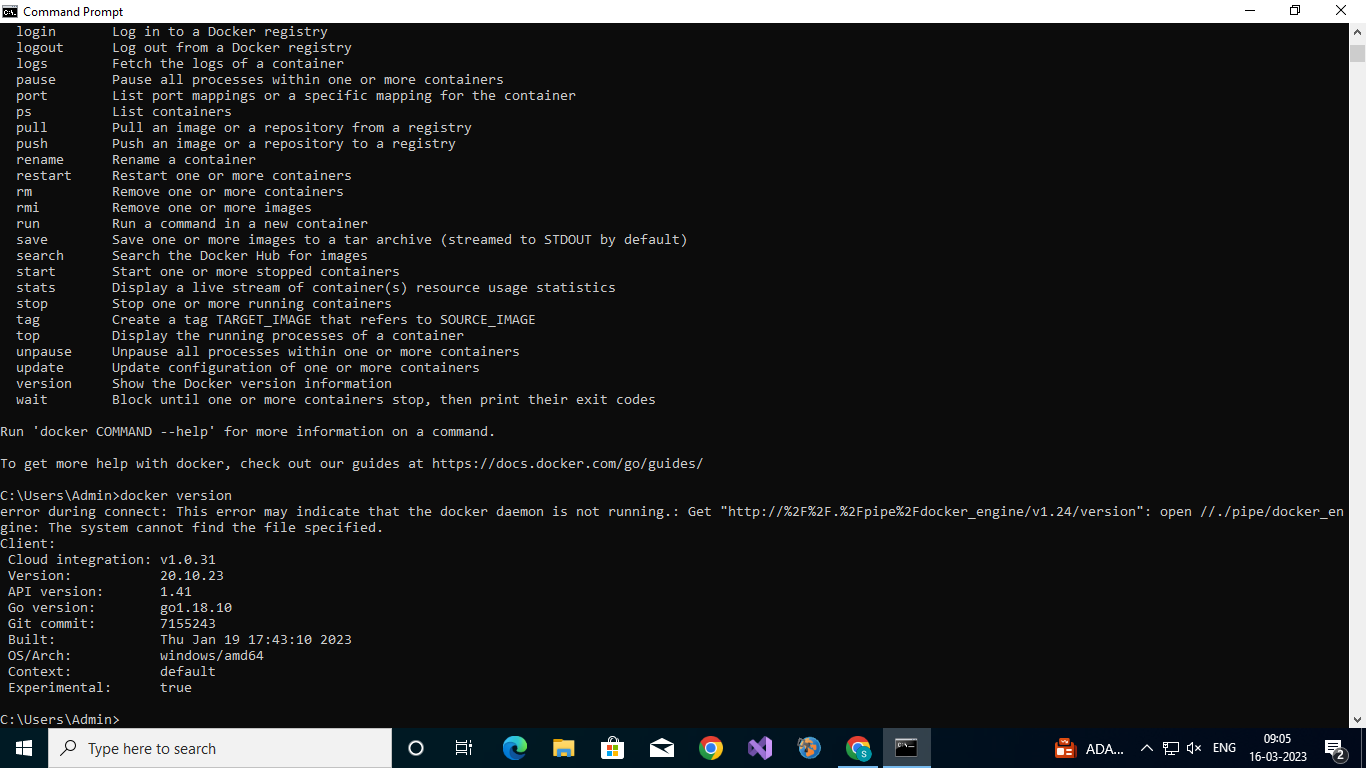 Command Prompt
login Log in to a Docker registry
logout Log out from a Docker registry
logs Fetch the logs of a container
pause Pause all processes within one or more containers
port List port mappings or a specific mapping for the container
ps List containers
pull Pull an image or a repository from a registry
push Push an image or a repository to a registry
rename Rename a container
restart Restart one or more containers
rm Remove one or more containers
rmi Remove one or more images
run Run a command in a new container
save Save one or more images to a tar archive (streamed to STDOUT by default)
search Search the Docker Hub for images
start Start one or more stopped containers
stats Display a live stream of container(s) resource usage statistics
stop Stop one or more running containers
tag Create a tag TARGET_IMAGE that refers to SOURCE_IMAGE
top Display the running processes of a container
unpause Unpause all processes within one or more containers
update Update configuration of one or more containers
version Show the Docker version information
wait Block until one or more containers stop, then print their exit codes
Run 'docker COMMAND --help' for more information on a command.
To get more help with docker, check out our guides at https://docs.docker.com/go/guides/
C:\Users\Admin>docker version
error during connect: This error may indicate that the docker daemon is not running.: Get "http://%2F%2F.%2Fpipe%2Fdocker_engine/v1.24/version": open //./pipe/docker_en
gine: The system cannot find the file specified.
Client:
Cloud integration: v1.0.31
Version: 20.10.23
API version: 1.41
Go version: go1.18.10
Git commit: 7155243
Built: Thu Jan 19 17:43:10 2023
OS/Arch: windows/amd64
Context: default
Experimental: true
C:\Users\Admin>
Type here to search
ADA...
ENG
09:05
16-03-2023
2